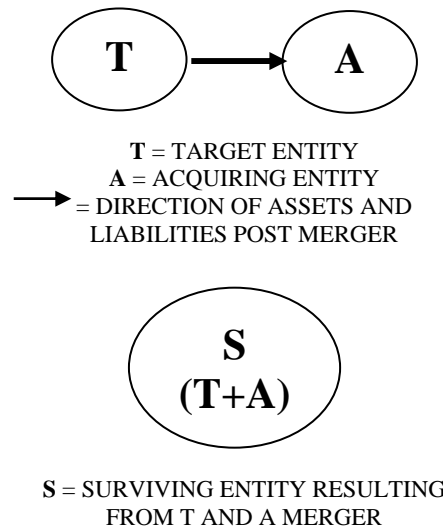 T A
T = TARGET ENTITY
A = ACQUIRING ENTITY
= DIRECTION OF ASSETS AND
LIABILITIES POST MERGER
S
(T+A)
S = SURVIVING ENTITY RESULTING
FROM T AND A MERGER